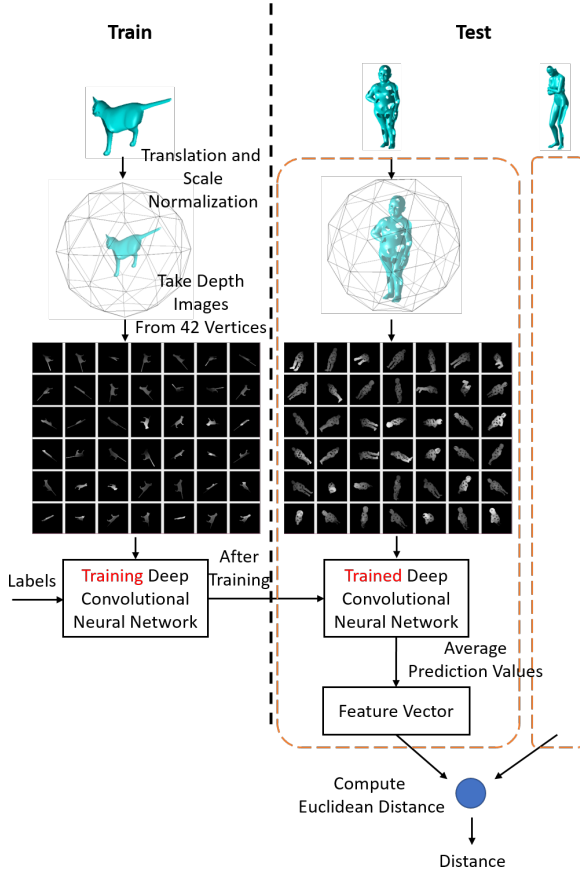 Train
Test
Translation and
Scale
Normalization
Take Depth
Images
From 42 Vertices
Labels
Training Deep
Convolutional
Neural Network
After
Training
Trained Deep
Convolutional
Neural Network
Average
Prediction Values
Feature Vector
Compute
Euclidean Distance
Distance